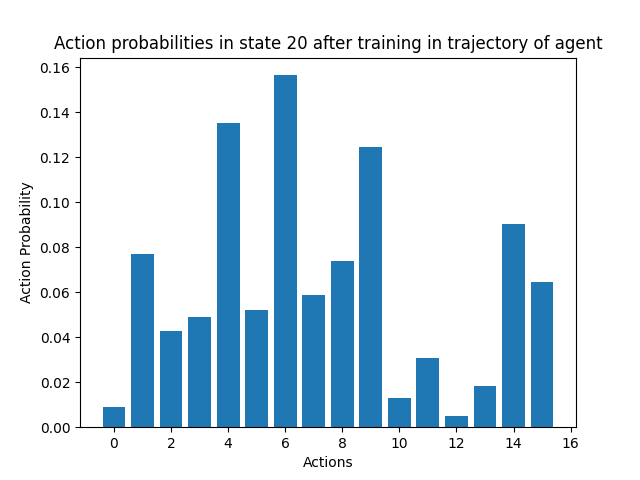 Action probabilities in state 20 after training in trajectory of agent
0.16
0.14
0.12
0.10
0.08
0.06
0.04
0.02
0.00
Action Probability
0 2 4 6 8 10 12 14 16
Actions